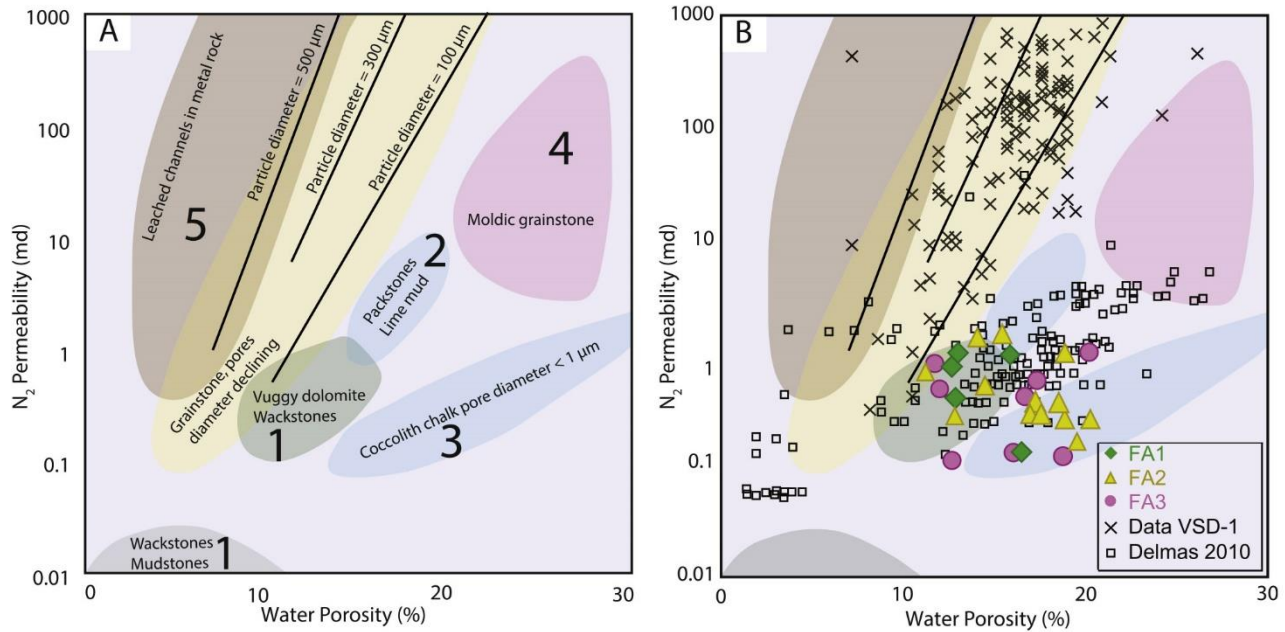 A
1000
100
10
1
0.1
0.01
N₂ Permeability (md)
0
10
20
30
Water Porosity (%)
Leached channels in metal rock
5
Particle diameter = 500 µm
Particle diameter = 300 µm
Particle diameter = 100 µm
4
Moldic grainstone
2
Packstones
Lime mud
Grainstone, pores
diameter declining
Vuggy dolomite
Wackstones
1
Coccolith chalk pore diameter < 1 µm
3
Wackstones
Mudstones
1
B
1000
100
10
1
0.1
0.01
N₂ Permeability (md)
0
10
20
30
Water Porosity (%)
FA1
FA2
FA3
Data VSD-1
Delmas 2010